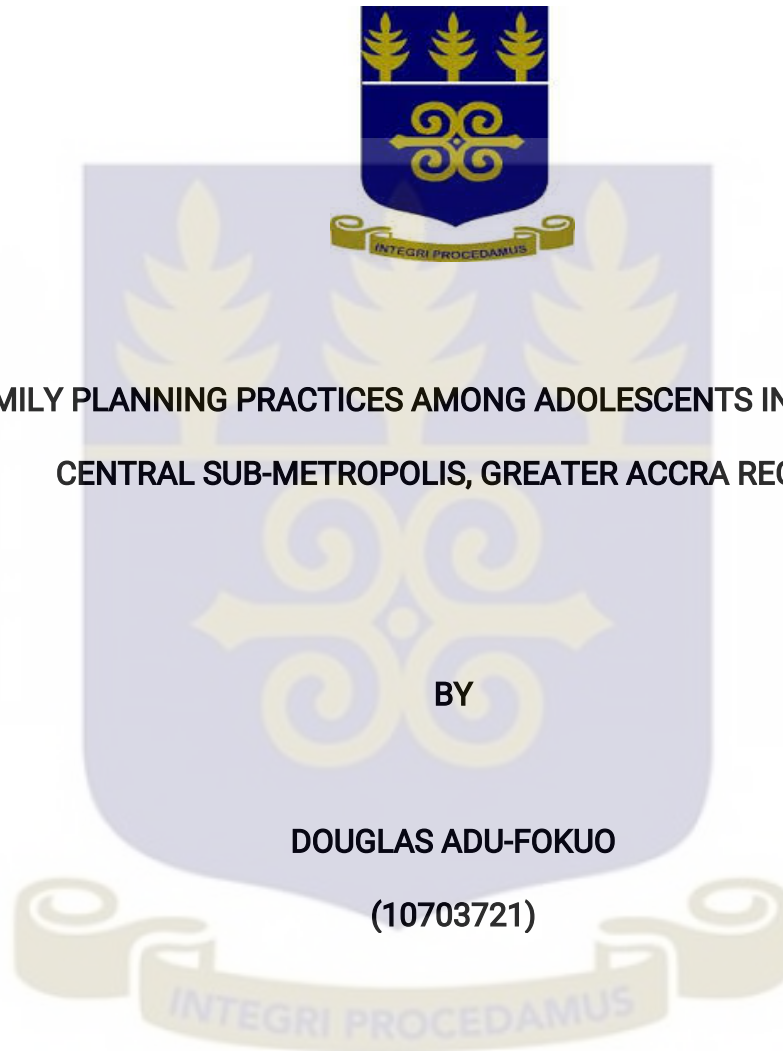 INTEGRI PROCEDAMUS
MILY PLANNING PRACTICES AMONG ADOLESCENTS IN
CENTRAL SUB-METROPOLIS, GREATER ACCRA REG
BY
DOUGLAS ADU-FOKUO
(10703721)
INTEGRI PROCEDAMUS